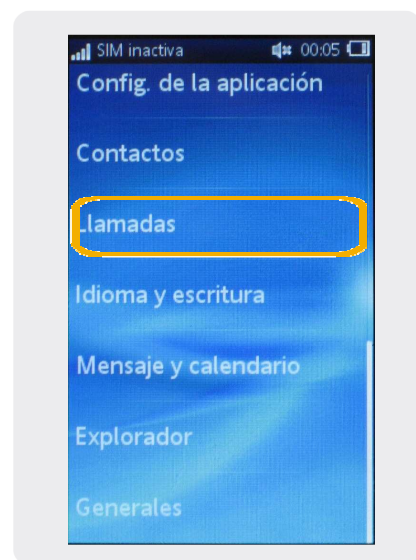 SIM inactiva 00:05
Config. de la aplicación
Contactos
Llamadas
Idioma y escritura
Mensaje y calendario
Explorador
Generales